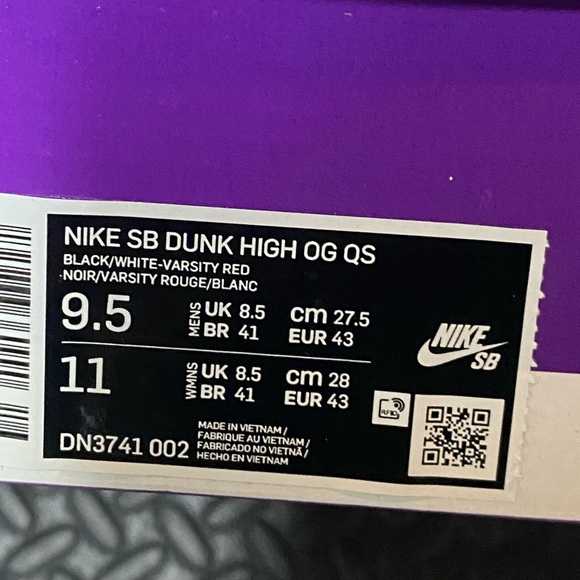 NIKE SB DUNK HIGH OG QS
BLACK/WHITE-VARSITY RED
NOIR/VARSITY ROUGE/BLANC
9.5 MENS UK 8.5 cm 27.5
BR 41 EUR 43
11 WMNS UK 8.5 cm 28
BR 41 EUR 43
NIKE
SB
RFID
DN3741 002
MADE IN VIETNAM/
FABRIQUE AU VIETNAM/
FABRICADO NO VIETNÃ/
HECHO EN VIETNAM